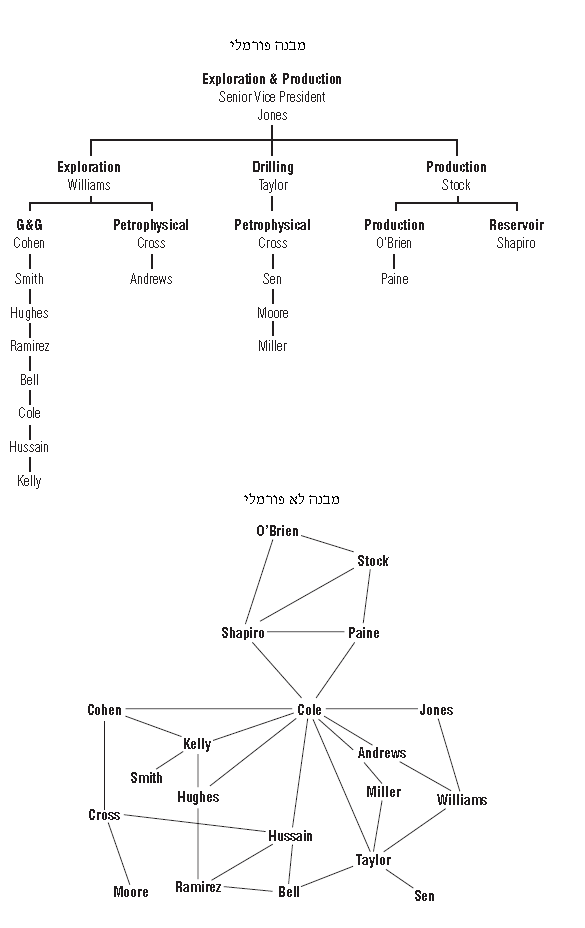 מבנה פורמלי
Exploration & Production
Senior Vice President
Jones
Exploration Drilling Production
Williams Taylor Stock
G&G Petrophysical Petrophysical Production Reservoir
Cohen Cross Cross O'Brien Shapiro
Smith Andrews Sen Paine
Hughes Moore
Ramirez Miller
Bell
Cole
Hussain
Kelly
מבנה לא פורמלי
O'Brien
Stock
Shapiro Paine
Cohen Cole Jones
Kelly
Andrews
Smith
Miller
Hughes
Williams
Cross
Hussain
Taylor
Ramirez
Moore Bell
Sen